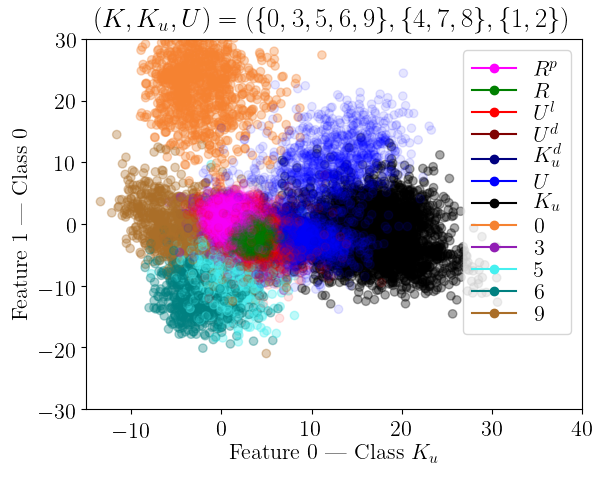 (K, K_u, U) = ({0, 3, 5, 6, 9}, {4, 7, 8}, {1, 2})
Feature 1 — Class 0
30
20
10
0
−10
−20
−30
−10
0
10
20
30
40
Feature 0 — Class K_u
R^p
R
U^l
U^d
K_u^d
U
K_u
0
3
5
6
9